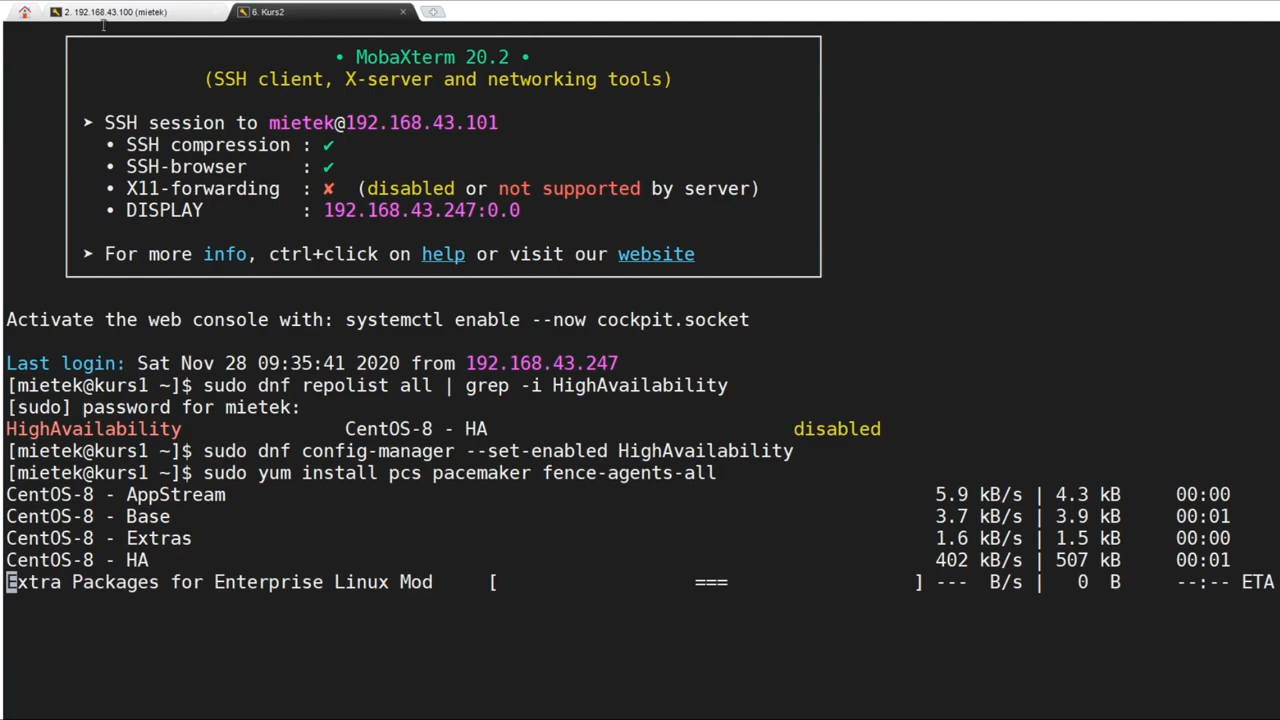 2. 192.168.43.100 (mietek)
6. Kurs2
• MobaXterm 20.2 •
(SSH client, X-server and networking tools)
➤ SSH session to mietek@192.168.43.101
• SSH compression : ✔
• SSH-browser     : ✔
• X11-forwarding  : ✘  (disabled or not supported by server)
• DISPLAY         : 192.168.43.247:0.0
➤ For more info, ctrl+click on help or visit our website
Activate the web console with: systemctl enable --now cockpit.socket
Last login: Sat Nov 28 09:35:41 2020 from 192.168.43.247
[mietek@kurs1 ~]$ sudo dnf repolist all | grep -i HighAvailability
[sudo] password for mietek:
HighAvailability               CentOS-8 - HA                            disabled
[mietek@kurs1 ~]$ sudo dnf config-manager --set-enabled HighAvailability
[mietek@kurs1 ~]$ sudo yum install pcs pacemaker fence-agents-all
CentOS-8 - AppStream                                                                 5.9 kB/s | 4.3 kB     00:00
CentOS-8 - Base                                                                      3.7 kB/s | 3.9 kB     00:01
CentOS-8 - Extras                                                                    1.6 kB/s | 1.5 kB     00:00
CentOS-8 - HA                                                                        402 kB/s | 507 kB     00:01
Extra Packages for Enterprise Linux Mod     [                  ===                 ] ---  B/s |   0  B     --:-- ETA